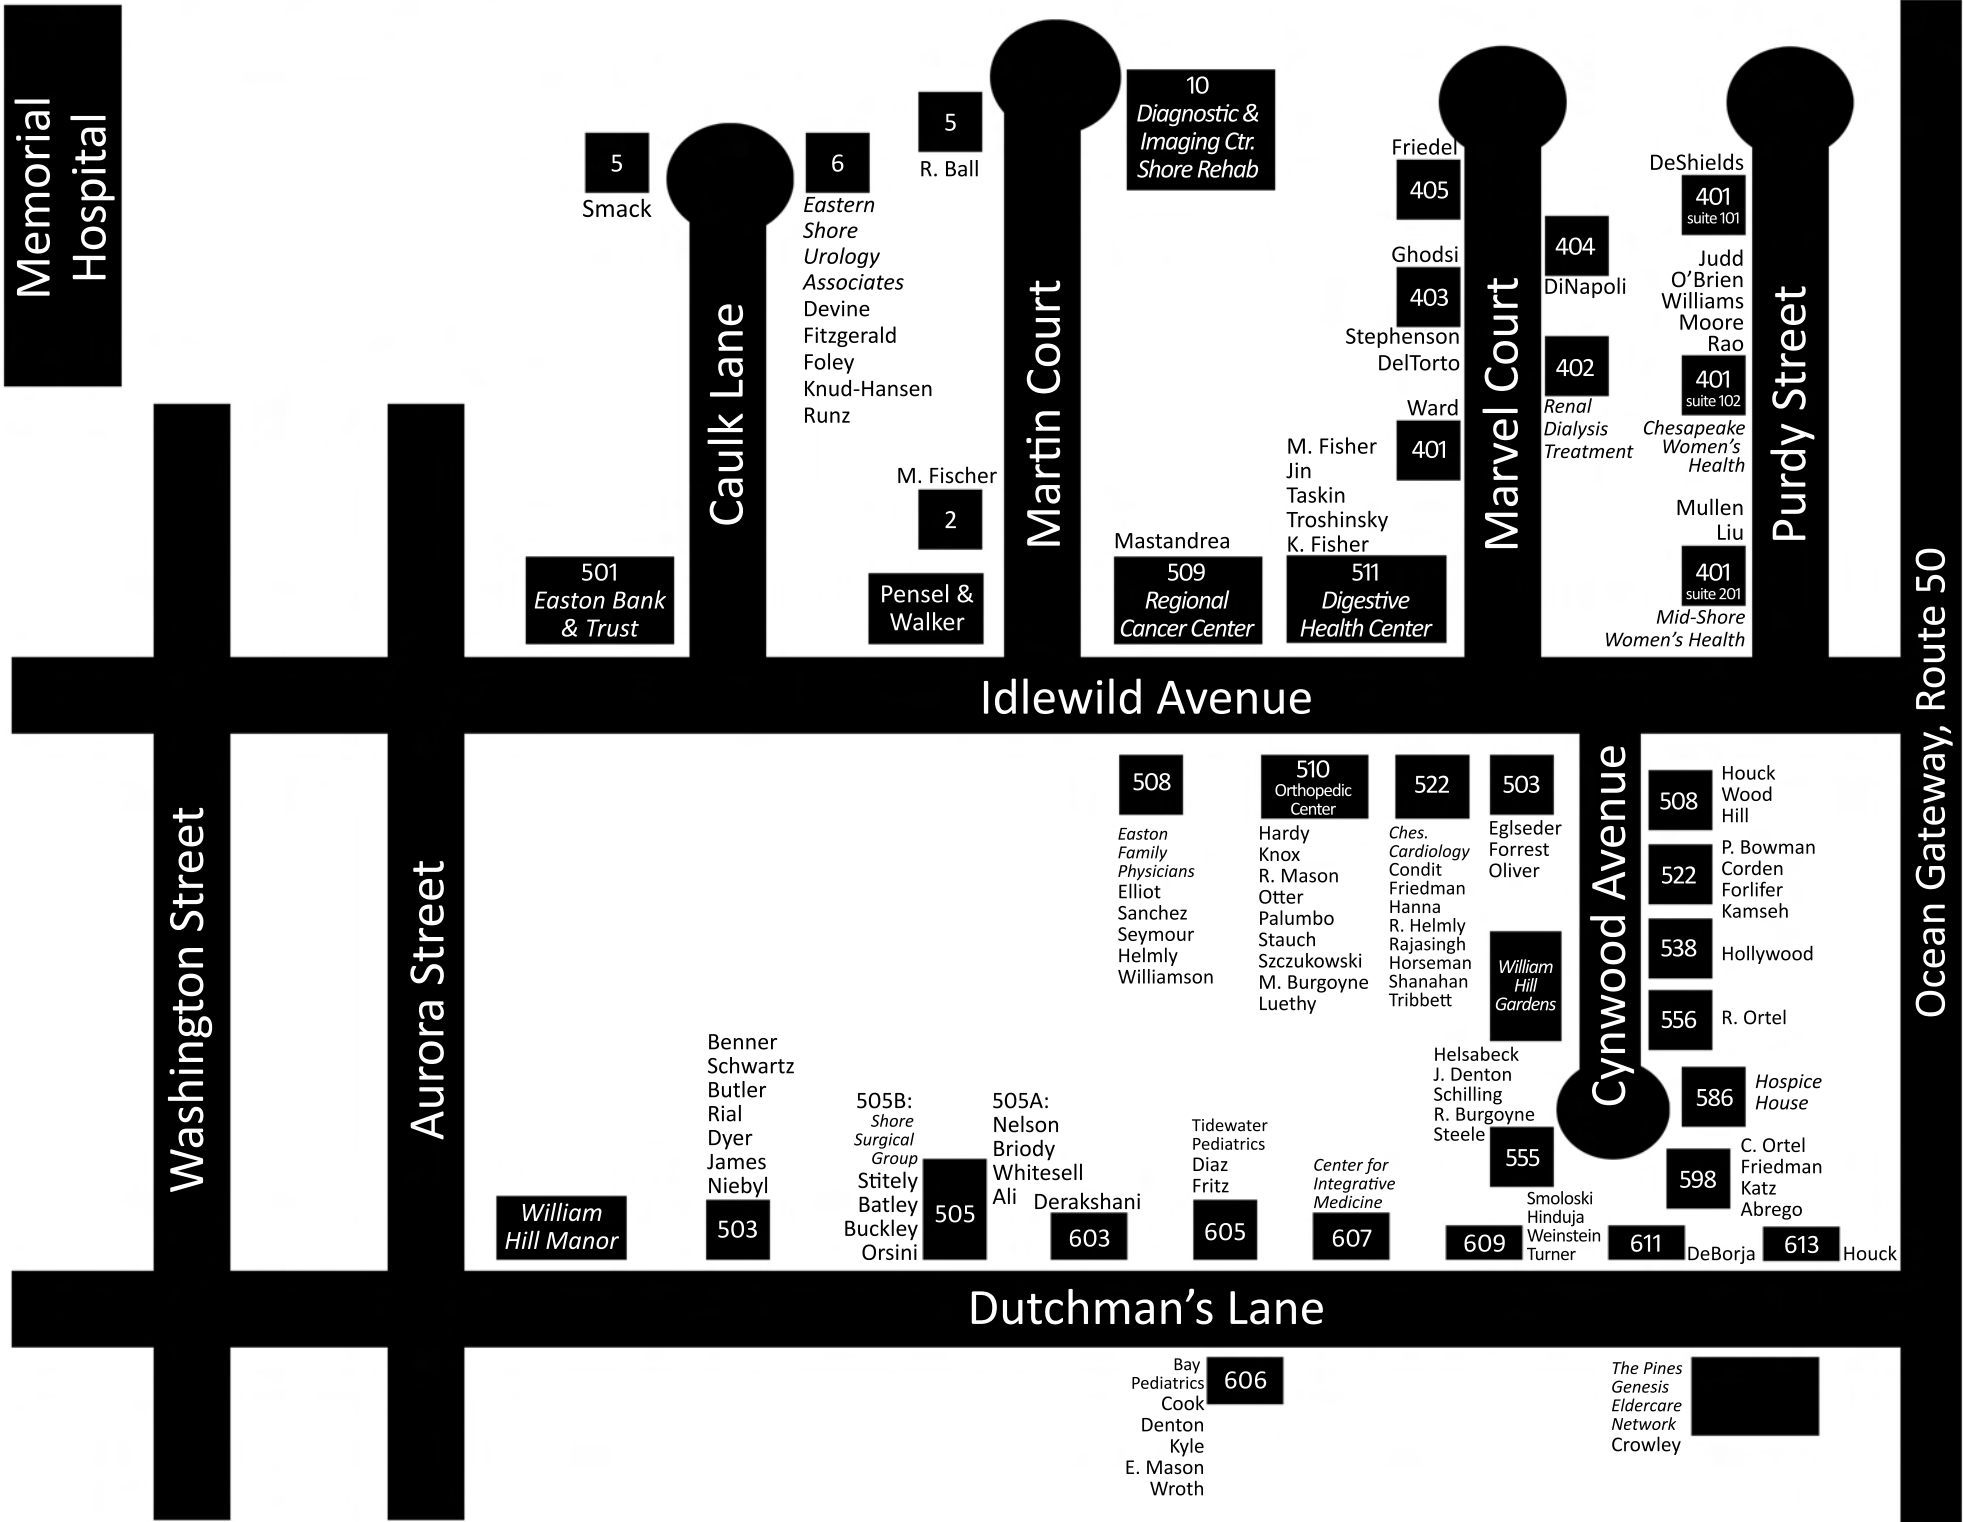 Memorial
Hospital
5
Smack
6
Eastern
Shore
Urology
Associates
Devine
Fitzgerald
Foley
Knud-Hansen
Runz
Caulk Lane
501
Easton Bank
& Trust
5
R. Ball
M. Fischer
2
Pensel &
Walker
Martin Court
10
Diagnostic &
Imaging Ctr.
Shore Rehab
Mastandrea
509
Regional
Cancer Center
M. Fisher
Jin
Taskin
Troshinsky
K. Fisher
511
Digestive
Health Center
Friedel
405
Ghodsi
403
Stephenson
DelTorto
Ward
401
Marvel Court
404
DiNapoli
402
Renal
Dialysis
Treatment
DeShields
401
suite 101
Judd
O’Brien
Williams
Moore
Rao
401
suite 102
Chesapeake
Women’s
Health
Mullen
Liu
401
suite 201
Mid-Shore
Women’s Health
Purdy Street
Ocean Gateway, Route 50
Idlewild Avenue
Washington Street
Aurora Street
508
Easton
Family
Physicians
Elliot
Sanchez
Seymour
Helmly
Williamson
510
Orthopedic
Center
Hardy
Knox
R. Mason
Otter
Palumbo
Stauch
Szczukowski
M. Burgoyne
Luethy
522
Ches.
Cardiology
Condit
Friedman
Hanna
R. Helmly
Rajasingh
Horseman
Shanahan
Tribbett
503
Eglseder
Forrest
Oliver
William
Hill
Gardens
Helsabeck
J. Denton
Schilling
R. Burgoyne
Steele
555
Cynwood Avenue
508
Houck
Wood
Hill
522
P. Bowman
Corden
Forlifer
Kamseh
538
Hollywood
556
R. Ortel
586
Hospice
House
598
C. Ortel
Friedman
Katz
Abrego
William
Hill Manor
Benner
Schwartz
Butler
Rial
Dyer
James
Niebyl
503
505B:
Shore
Surgical
Group
Stitely
Batley
Buckley
Orsini
505
505A:
Nelson
Briody
Whitesell
Ali
Derakshani
603
Tidewater
Pediatrics
Diaz
Fritz
605
Center for
Integrative
Medicine
607
609
Smoloski
Hinduja
Weinstein
Turner
611
DeBorja
613
Houck
Dutchman’s Lane
Bay
Pediatrics
Cook
Denton
Kyle
E. Mason
Wroth
606
The Pines
Genesis
Eldercare
Network
Crowley